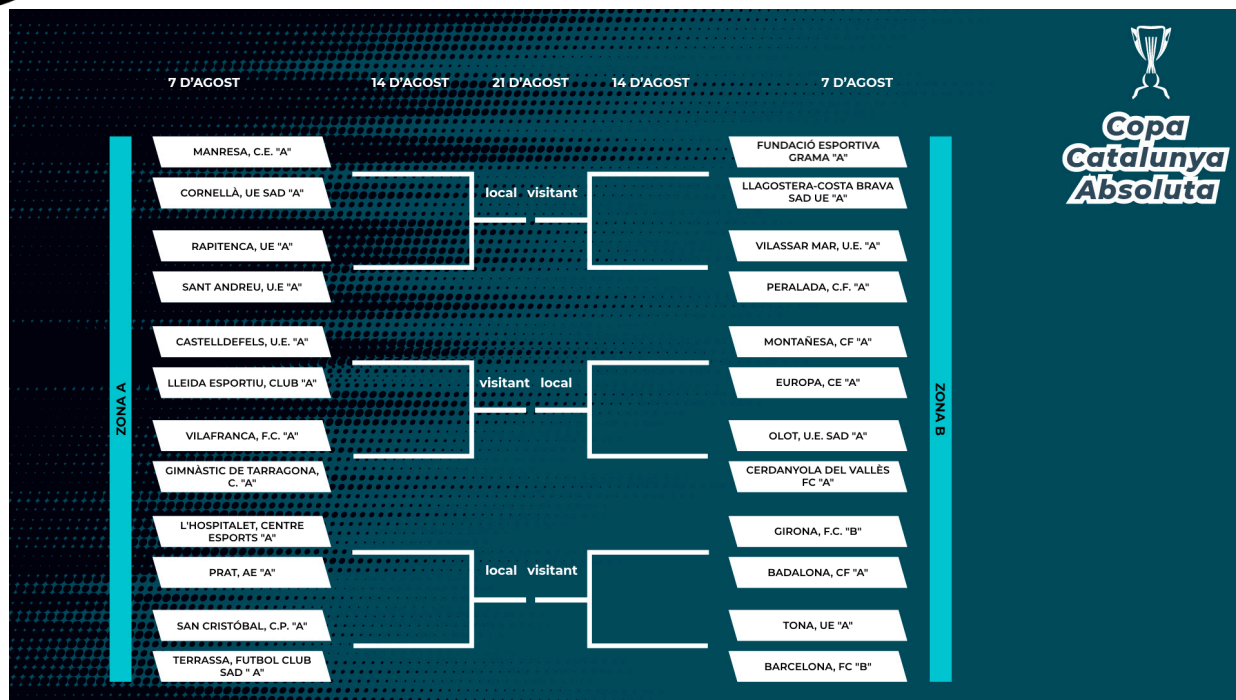 7 D'AGOST
14 D'AGOST
21 D'AGOST
14 D'AGOST
7 D'AGOST
Copa
Catalunya
Absoluta
ZONA A
MANRESA, C.E. "A"
CORNELLÀ, UE SAD "A"
RAPITENCA, UE "A"
SANT ANDREU, U.E "A"
CASTELLDEFELS, U.E. "A"
LLEIDA ESPORTIU, CLUB "A"
VILAFRANCA, F.C. "A"
GIMNÀSTIC DE TARRAGONA,
C. "A"
L'HOSPITALET, CENTRE
ESPORTS "A"
PRAT, AE "A"
SAN CRISTÓBAL, C.P. "A"
TERRASSA, FUTBOL CLUB
SAD " A"
local visitant
visitant local
local visitant
FUNDACIÓ ESPORTIVA
GRAMA "A"
LLAGOSTERA-COSTA BRAVA
SAD UE "A"
VILASSAR MAR, U.E. "A"
PERALADA, C.F. "A"
MONTAÑESA, CF "A"
EUROPA, CE "A"
OLOT, U.E. SAD "A"
CERDANYOLA DEL VALLÈS
FC "A"
GIRONA, F.C. "B"
BADALONA, CF "A"
TONA, UE "A"
BARCELONA, FC "B"
ZONA B